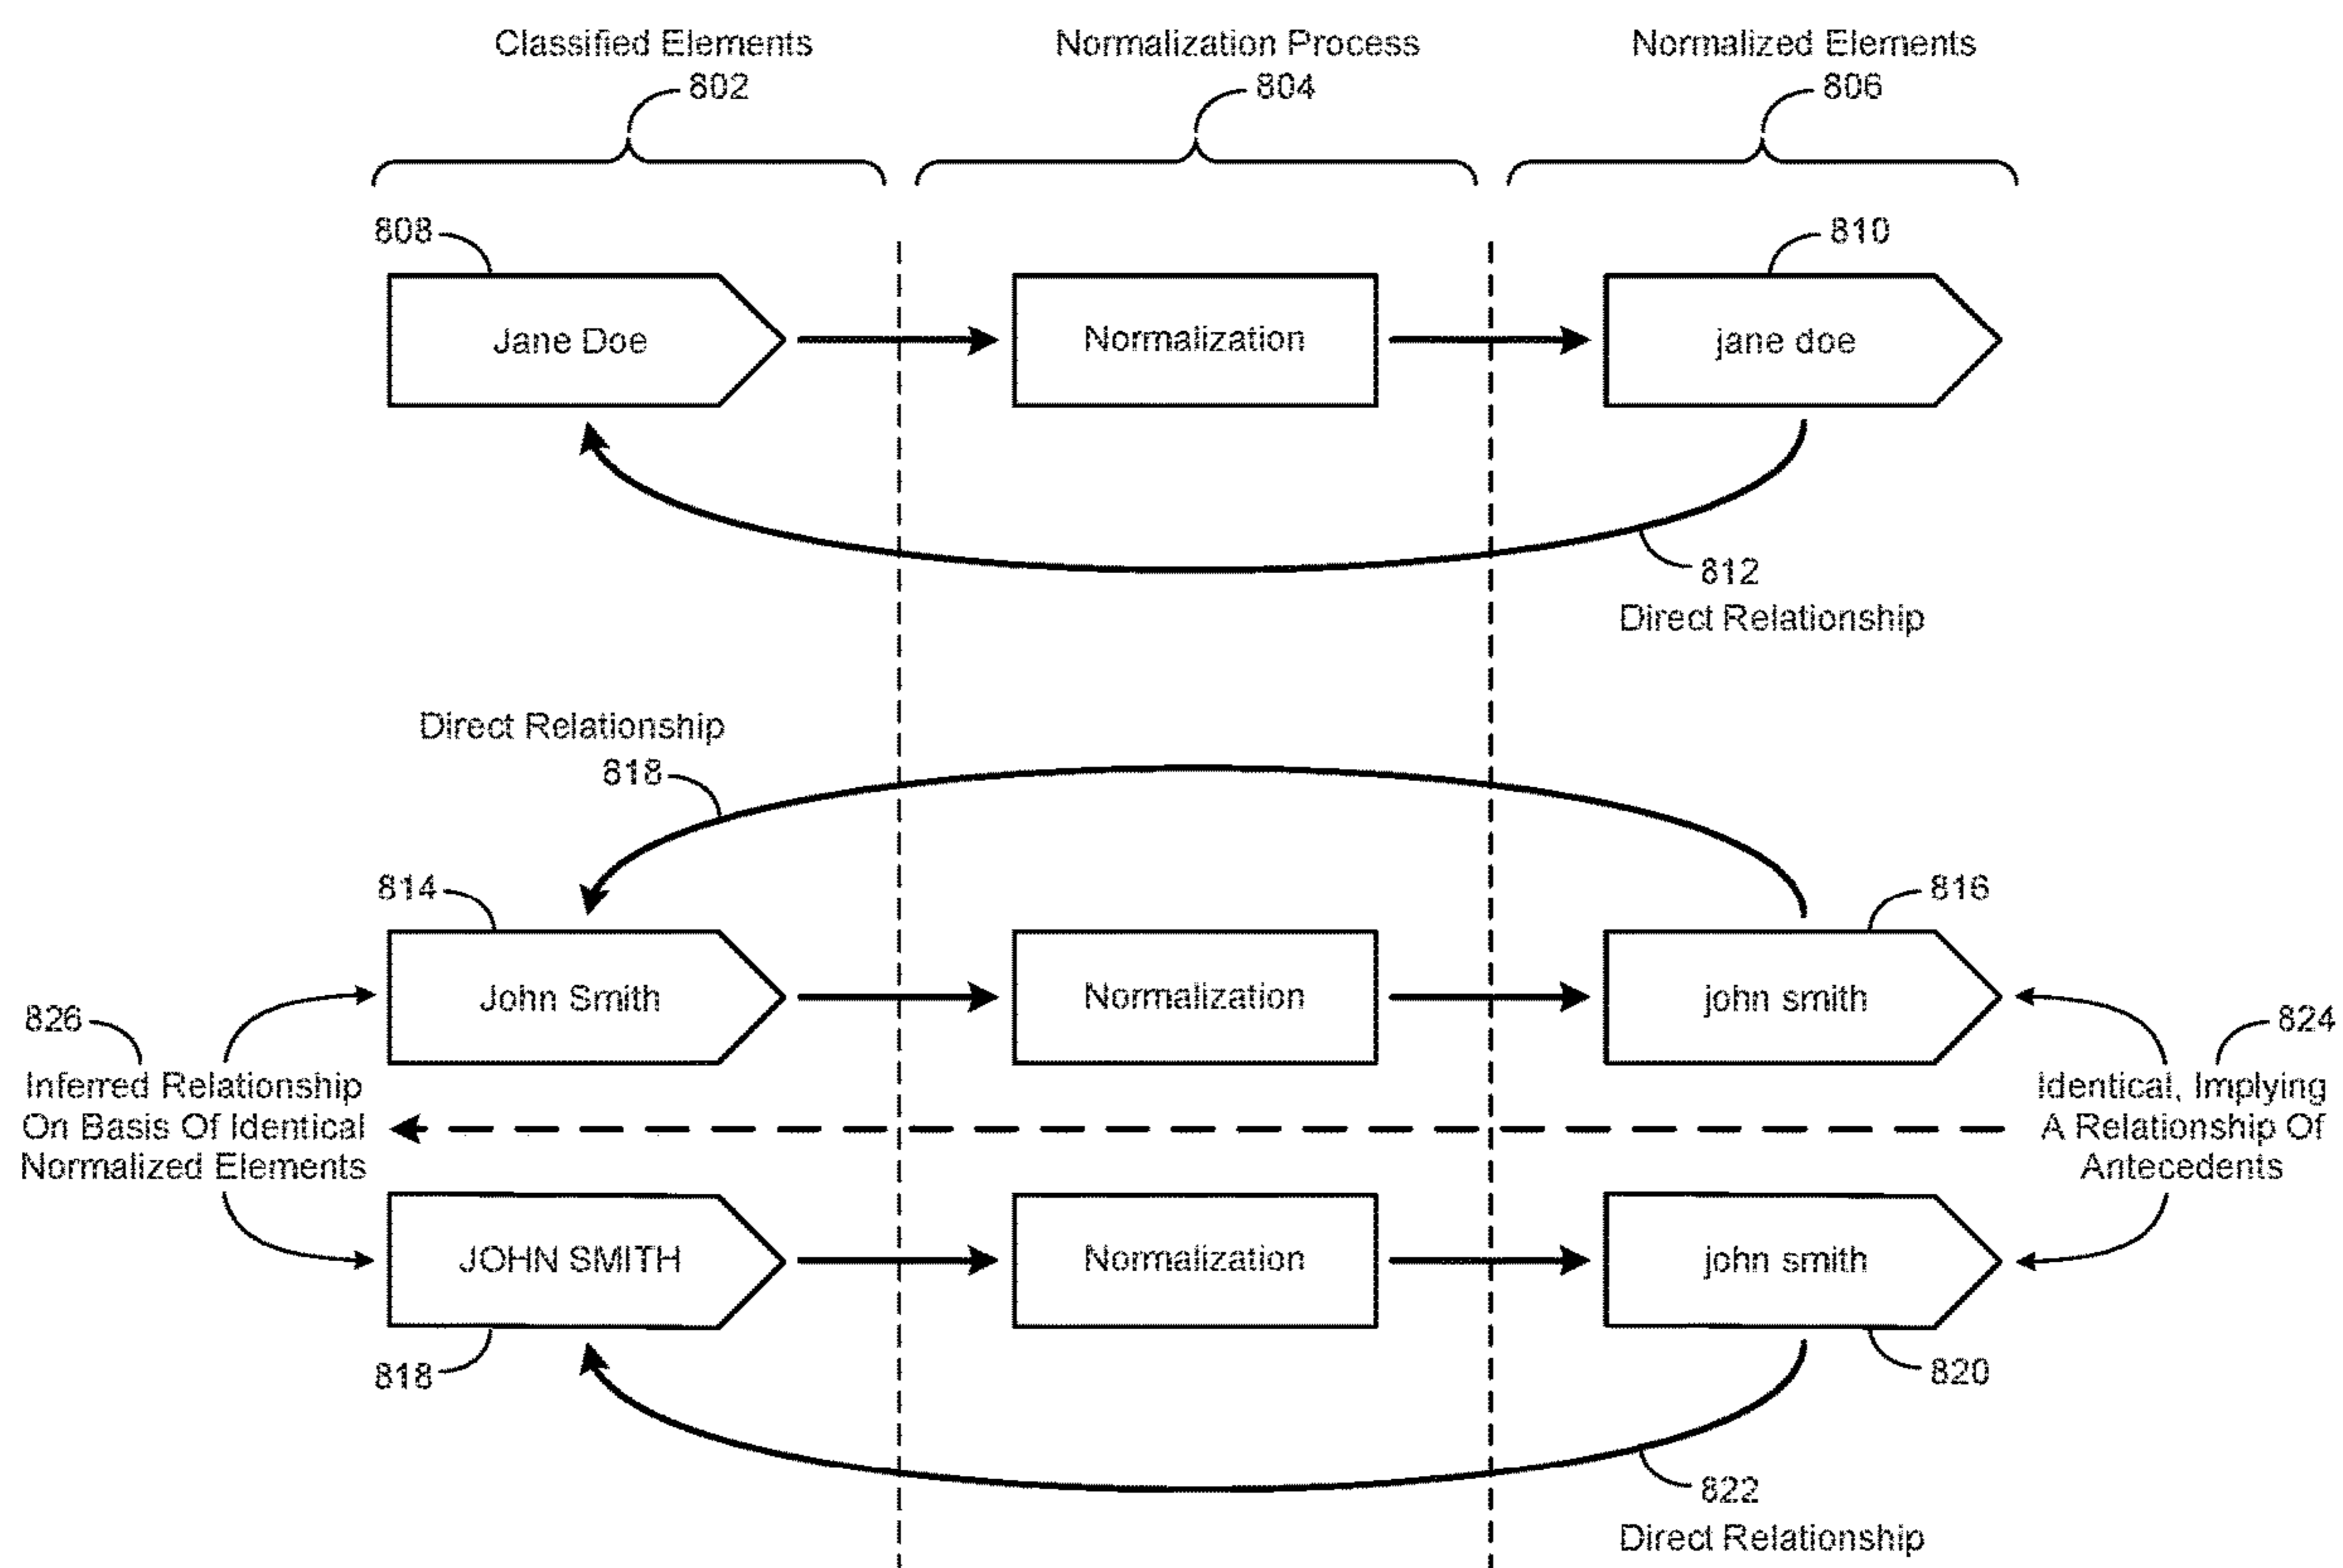 Classified Elements
802
Normalization Process
804
Normalized Elements
806
808
810
Jane Doe
Normalization
jane doe
812
Direct Relationship
Direct Relationship
818
814
816
John Smith
Normalization
john smith
826
Inferred Relationship
On Basis Of Identical
Normalized Elements
824
Identical, Implying
A Relationship Of
Antecedents
JOHN SMITH
Normalization
john smith
818
820
822
Direct Relationship